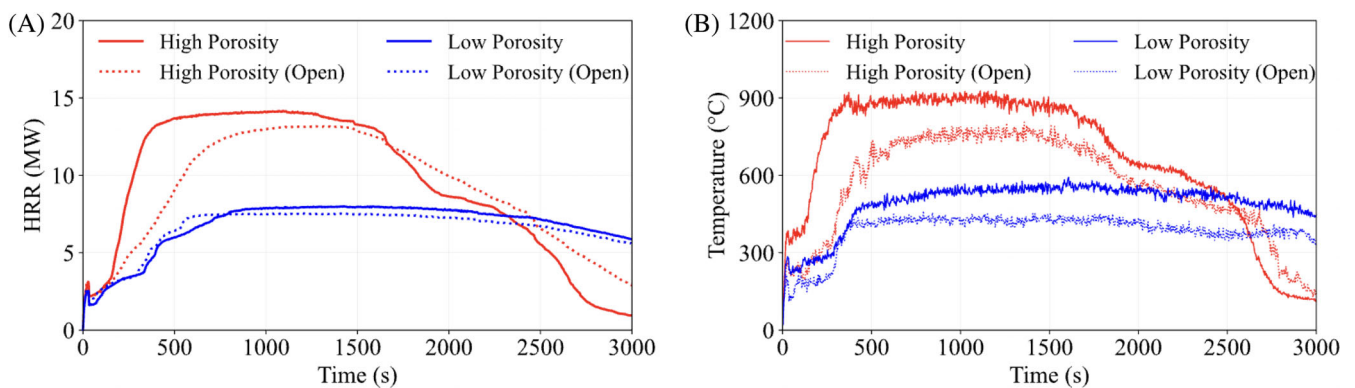 (A)
20
15
10
5
0
HRR (MW)
High Porosity
High Porosity (Open)
Low Porosity
Low Porosity (Open)
0 500 1000 1500 2000 2500 3000
Time (s)
(B)
1200
900
600
300
0
Temperature (°C)
High Porosity
High Porosity (Open)
Low Porosity
Low Porosity (Open)
0 500 1000 1500 2000 2500 3000
Time (s)